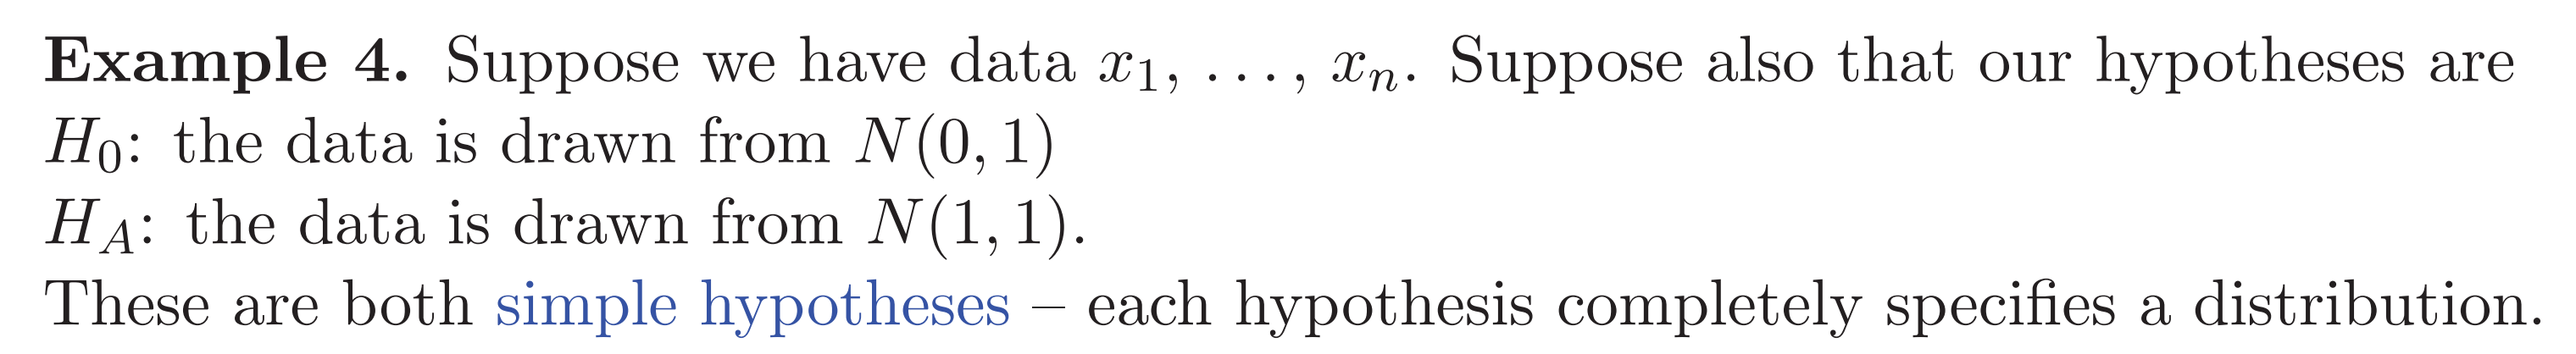 Example 4. Suppose we have data x₁, . . . , xₙ. Suppose also that our hypotheses are
H₀: the data is drawn from N(0, 1)
H_A: the data is drawn from N(1, 1).
These are both simple hypotheses – each hypothesis completely specifies a distribution.